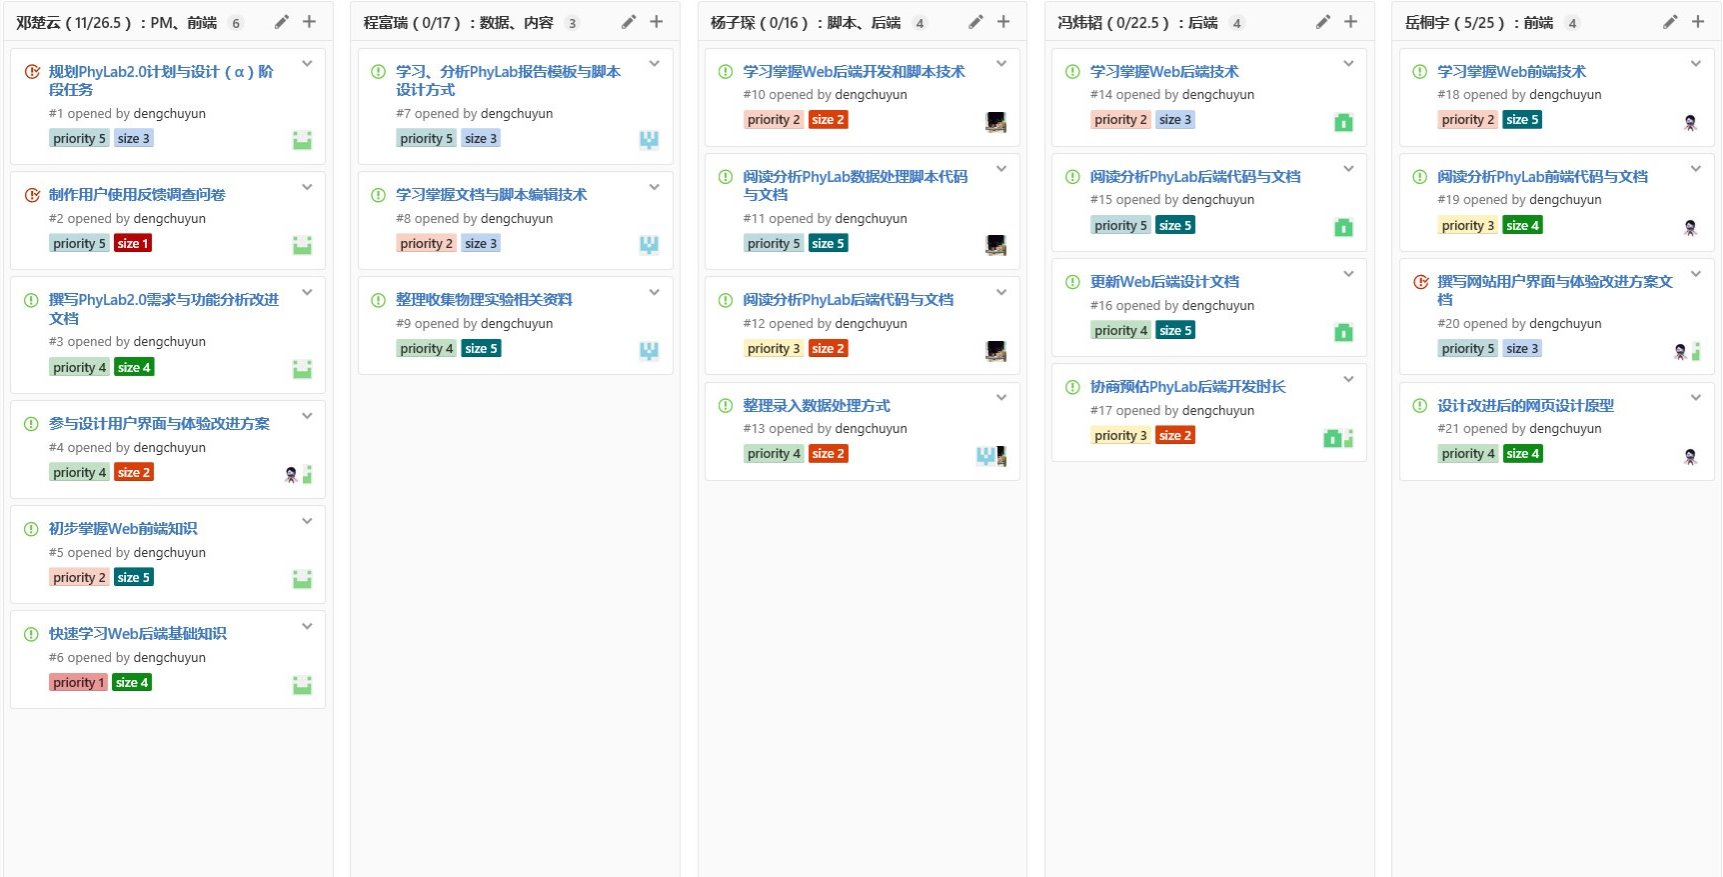 邓楚云（11/26.5）：PM、前端 6
规划PhyLab2.0计划与设计（α）阶
段任务
#1 opened by dengchuyun
priority 5 size 3
制作用户使用反馈调查问卷
#2 opened by dengchuyun
priority 5 size 1
撰写PhyLab2.0需求与功能分析改进
文档
#3 opened by dengchuyun
priority 4 size 4
参与设计用户界面与体验改进方案
#4 opened by dengchuyun
priority 4 size 2
初步掌握Web前端知识
#5 opened by dengchuyun
priority 2 size 5
快速学习Web后端基础知识
#6 opened by dengchuyun
priority 1 size 4
程富瑞（0/17）：数据、内容 3
学习、分析PhyLab报告模板与脚本
设计方式
#7 opened by dengchuyun
priority 5 size 3
学习掌握文档与脚本编辑技术
#8 opened by dengchuyun
priority 2 size 3
整理收集物理实验相关资料
#9 opened by dengchuyun
priority 4 size 5
杨子琛（0/16）：脚本、后端 4
学习掌握Web后端开发和脚本技术
#10 opened by dengchuyun
priority 2 size 2
阅读分析PhyLab数据处理脚本代码
与文档
#11 opened by dengchuyun
priority 5 size 5
阅读分析PhyLab后端代码与文档
#12 opened by dengchuyun
priority 3 size 2
整理录入数据处理方式
#13 opened by dengchuyun
priority 4 size 2
冯炜韬（0/22.5）：后端 4
学习掌握Web后端技术
#14 opened by dengchuyun
priority 2 size 3
阅读分析PhyLab后端代码与文档
#15 opened by dengchuyun
priority 5 size 5
更新Web后端设计文档
#16 opened by dengchuyun
priority 4 size 5
协商预估PhyLab后端开发时长
#17 opened by dengchuyun
priority 3 size 2
岳桐宇（5/25）：前端 4
学习掌握Web前端技术
#18 opened by dengchuyun
priority 2 size 5
阅读分析PhyLab前端代码与文档
#19 opened by dengchuyun
priority 3 size 4
撰写网站用户界面与体验改进方案文
档
#20 opened by dengchuyun
priority 5 size 3
设计改进后的网页设计原型
#21 opened by dengchuyun
priority 4 size 4